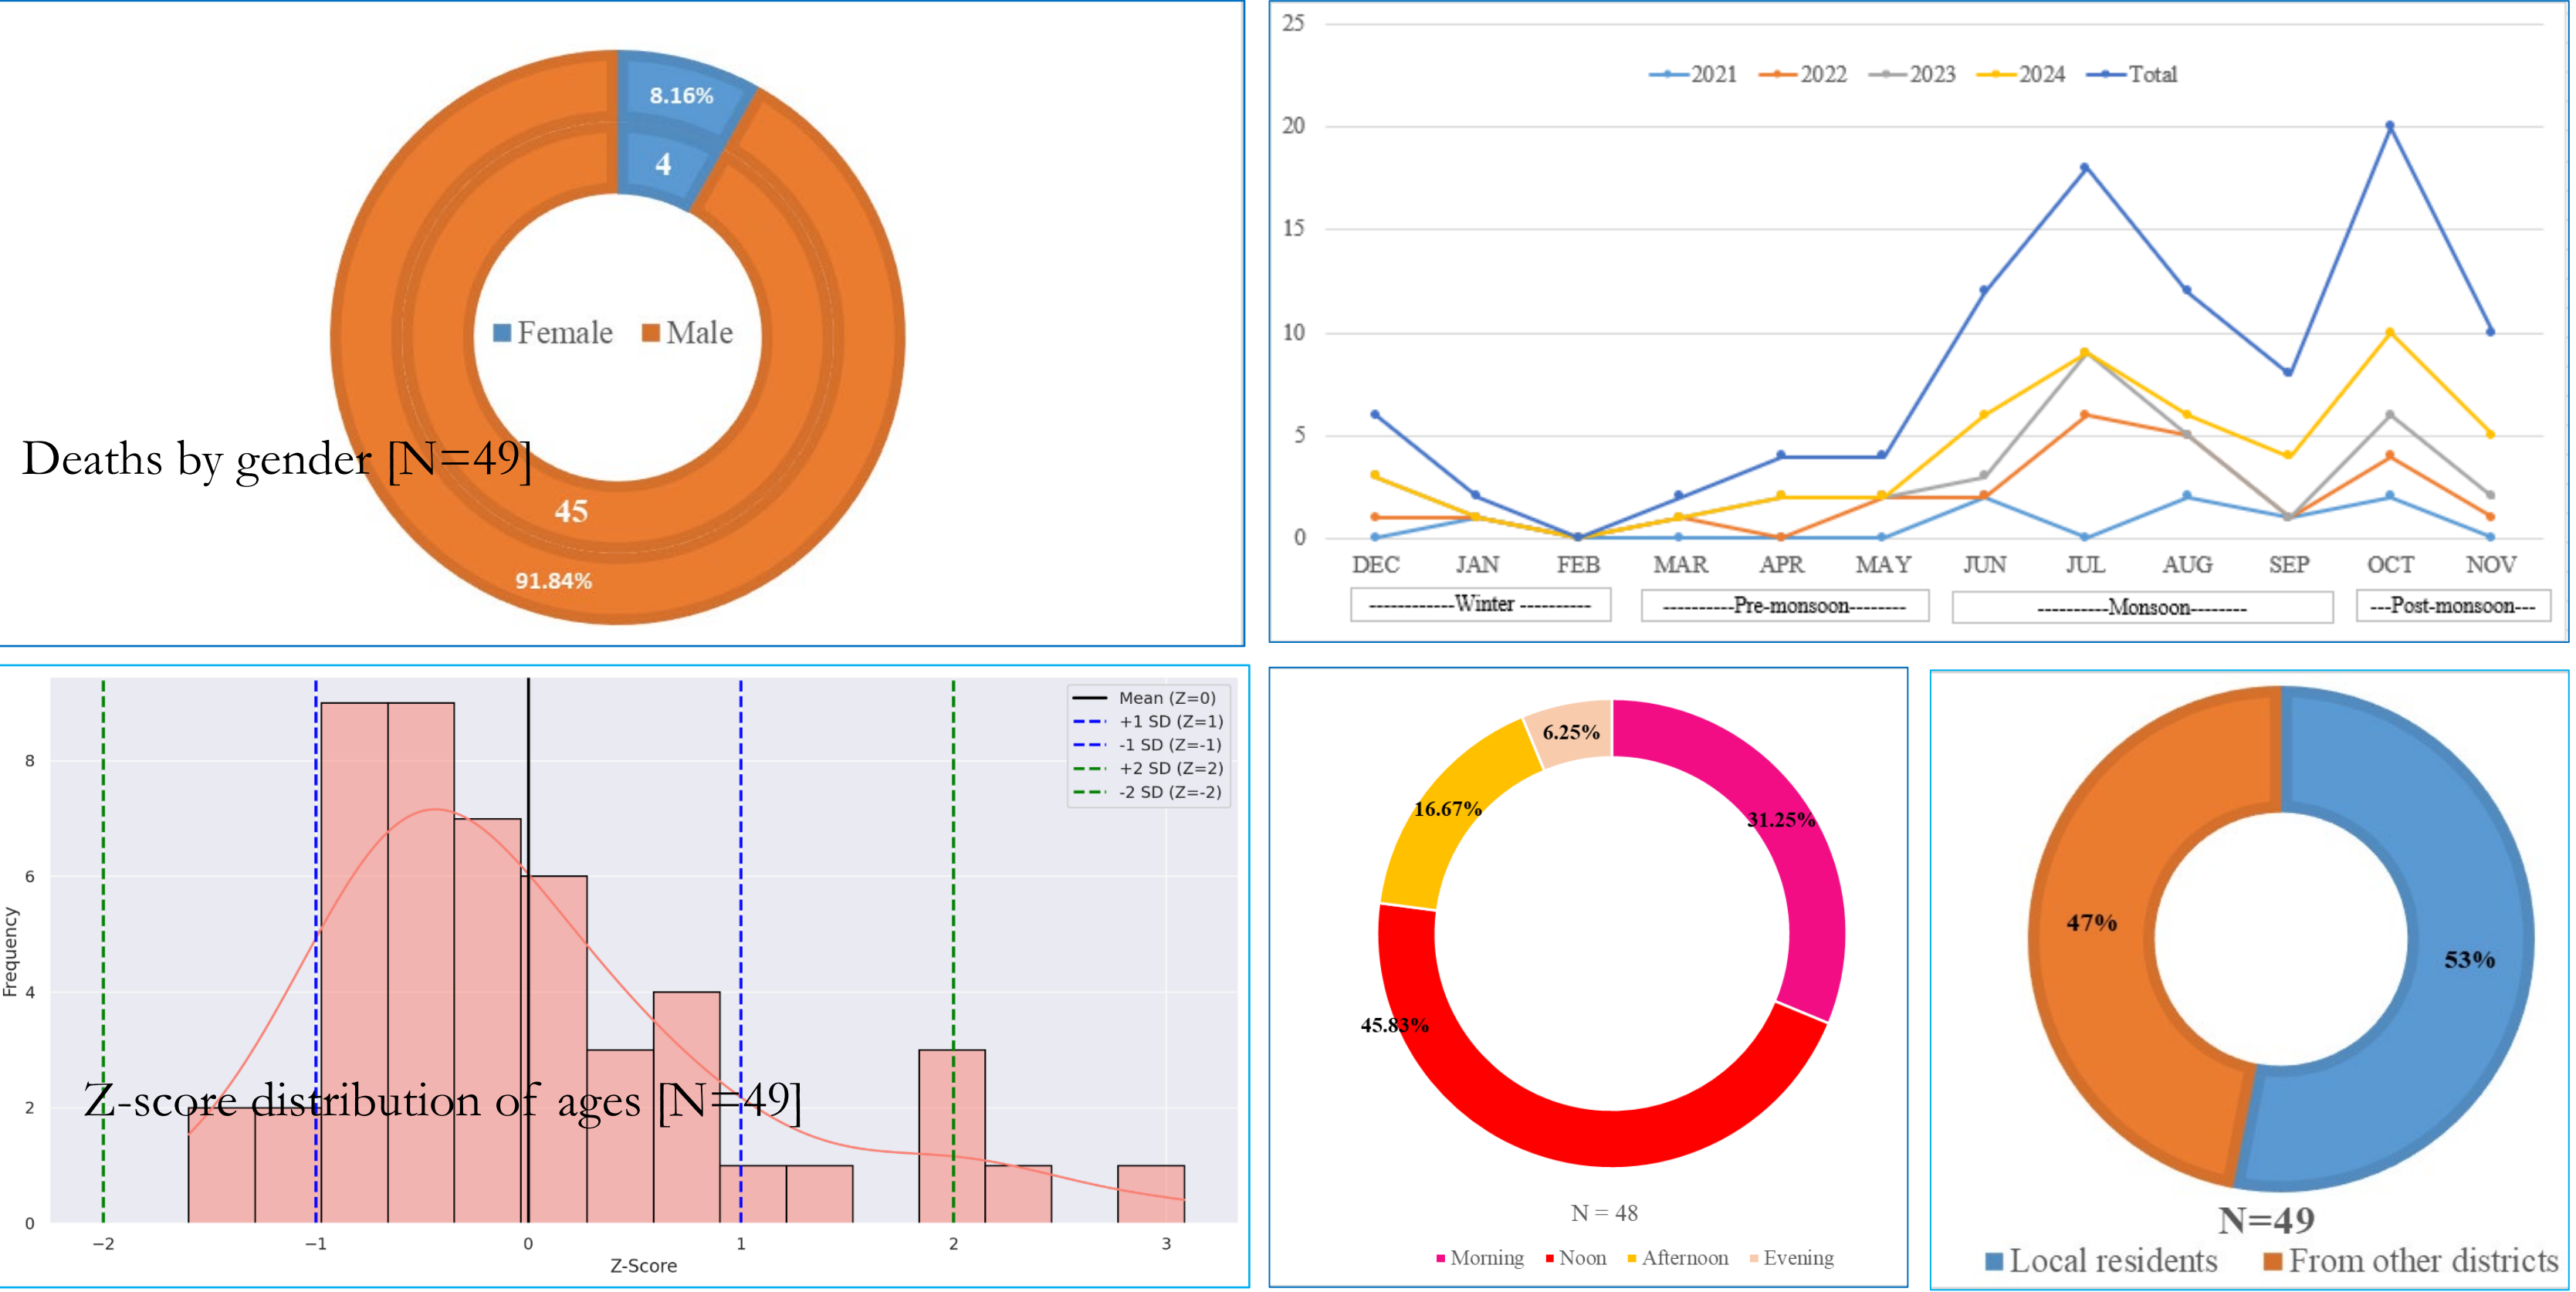 8.16%
4
Female Male
Deaths by gender [N=49]
45
91.84%
25
2021 2022 2023 2024 Total
20
15
10
5
0
DEC JAN FEB MAR APR MAY JUN JUL AUG SEP OCT NOV
------------Winter ---------- ----------Pre-monsoon-------- ----------Monsoon-------- ---Post-monsoon---
Mean (Z=0)
+1 SD (Z=1)
-1 SD (Z=-1)
+2 SD (Z=2)
-2 SD (Z=-2)
8
6
4
2
0
Frequency
Z-score distribution of ages [N=49]
−2 −1 0 1 2 3
Z-Score
6.25%
16.67%
31.25%
45.83%
N = 48
Morning Noon Afternoon Evening
47%
53%
N=49
Local residents From other districts